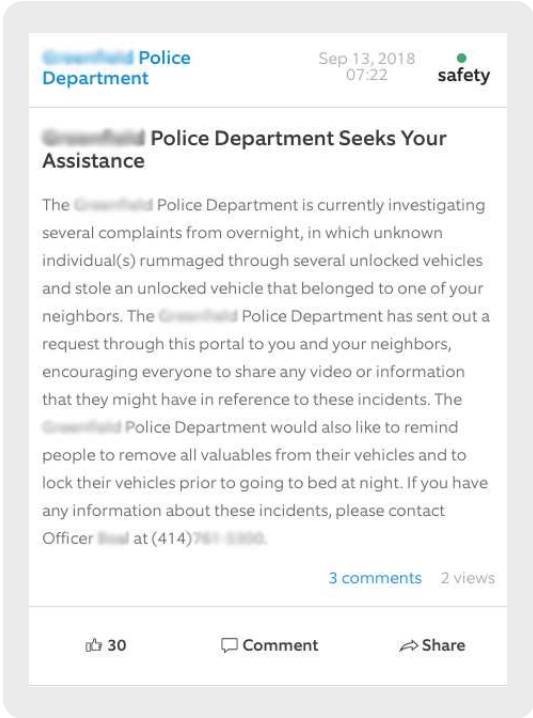 Police
Department
Sep 13, 2018
07:22
safety
Police Department Seeks Your
Assistance
The Police Department is currently investigating
several complaints from overnight, in which unknown
individual(s) rummaged through several unlocked vehicles
and stole an unlocked vehicle that belonged to one of your
neighbors. The Police Department has sent out a
request through this portal to you and your neighbors,
encouraging everyone to share any video or information
that they might have in reference to these incidents. The
Police Department would also like to remind
people to remove all valuables from their vehicles and to
lock their vehicles prior to going to bed at night. If you have
any information about these incidents, please contact
Officer at (414)
3 comments 2 views
30 Comment Share